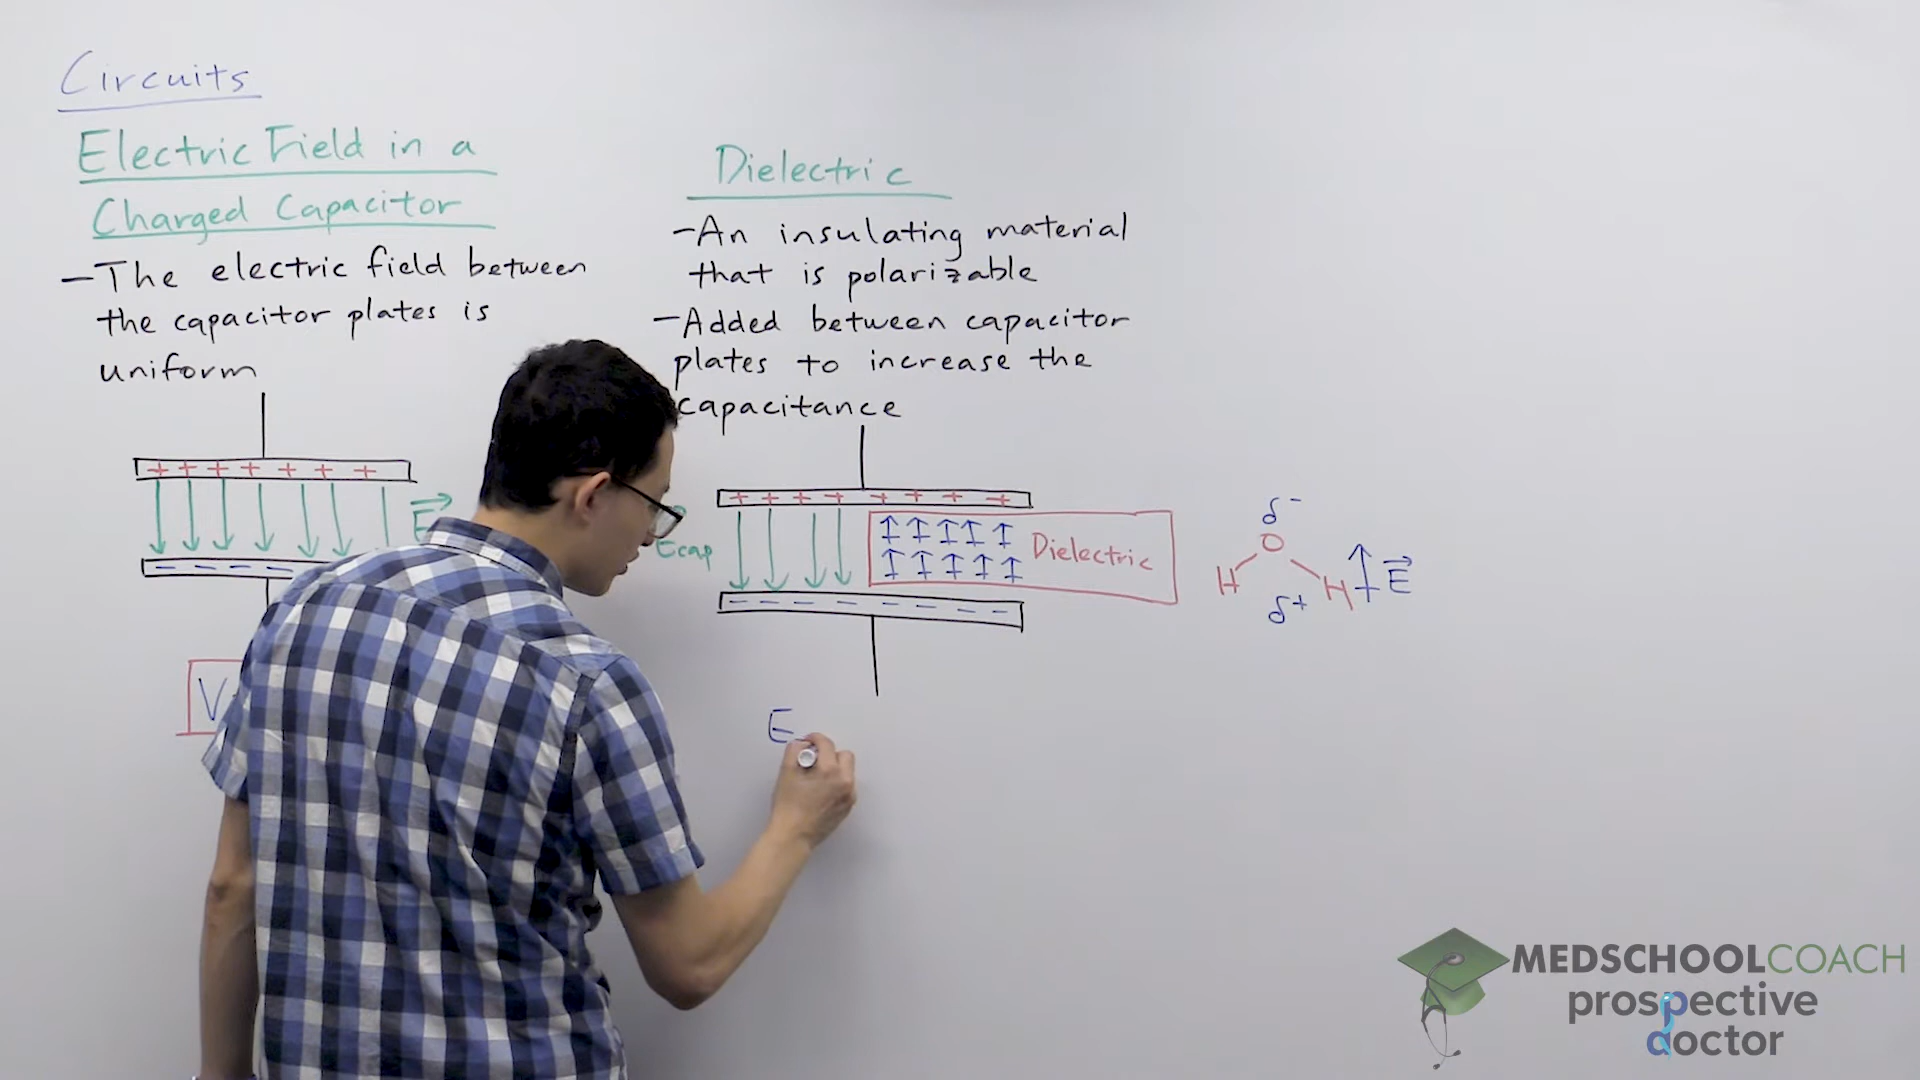 Circuits
Electric Field in a
Charged Capacitor
-The electric field between
the capacitor plates is
uniform
+ + + + + + +
E
- - - - -
V
Dielectric
-An insulating material
that is polarizable
-Added between capacitor
plates to increase the
capacitance
+ + + + + + + +
Ecap
Dielectric
- - - - - - - -
δ-
O
H H
δ+
E
E
MEDSCHOOLCOACH
prospective
doctor